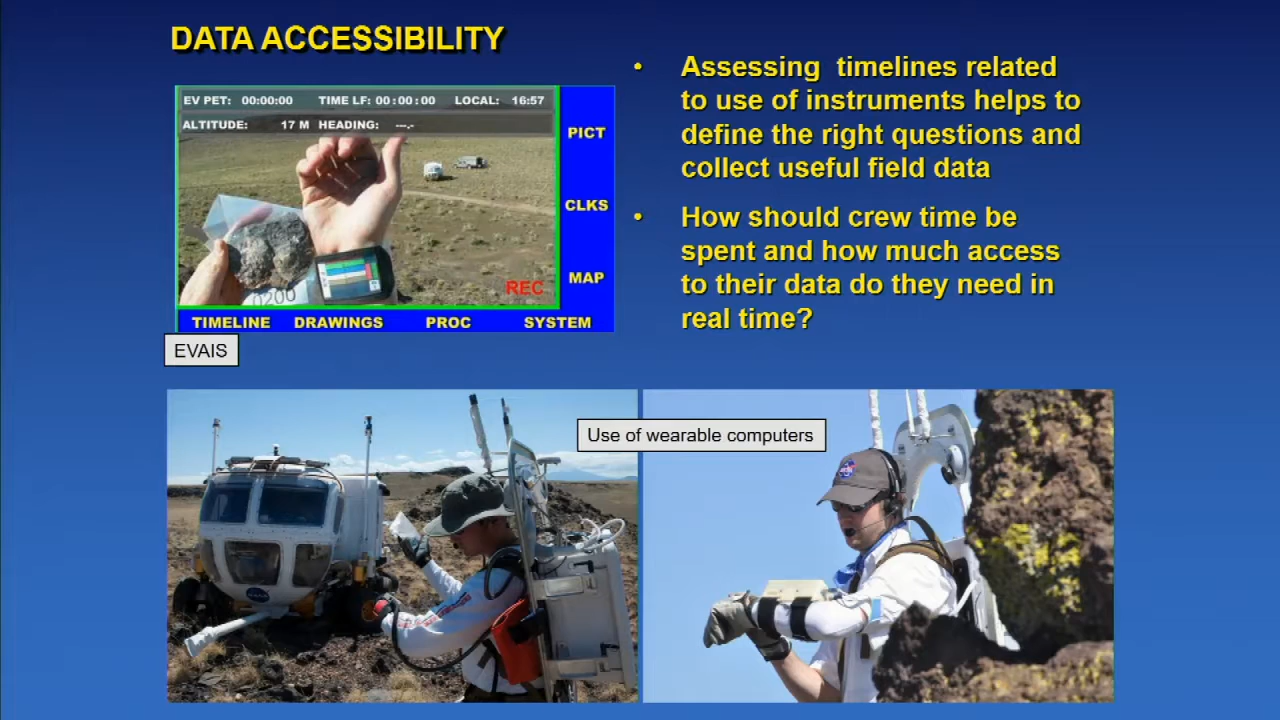 DATA ACCESSIBILITY
EV PET: 00:00:00 TIME LF: 00:00:00 LOCAL: 16:57
ALTITUDE: 17 M HEADING: ---.-
PICT
CLKS
MAP
REC
0200
TIMELINE DRAWINGS PROC SYSTEM
EVAIS
• Assessing timelines related
to use of instruments helps to
define the right questions and
collect useful field data
• How should crew time be
spent and how much access
to their data do they need in
real time?
Use of wearable computers
NASA
NASA